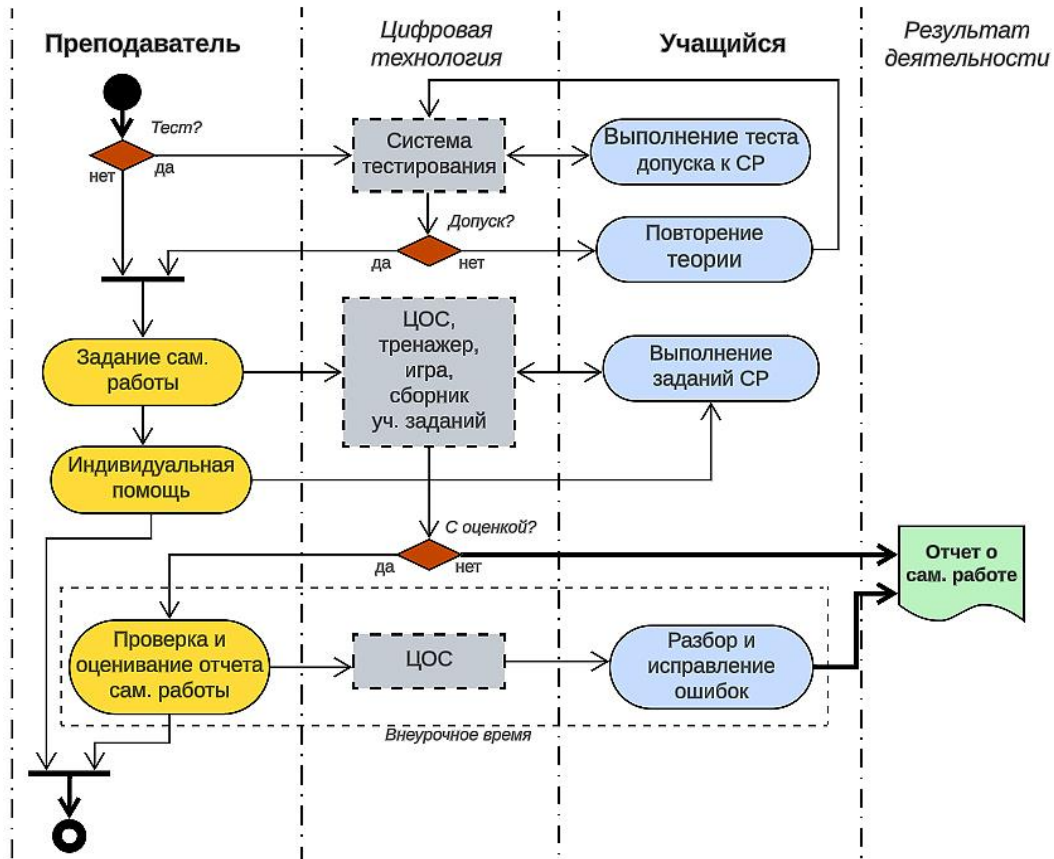 Преподаватель
Цифровая
технология
Учащийся
Результат
деятельности
Тест?
нет
да
Система
тестирования
Выполнение теста
допуска к СР
Допуск?
да
нет
Повторение
теории
Задание сам.
работы
ЦОС,
тренажер,
игра,
сборник
уч. заданий
Выполнение
заданий СР
Индивидуальная
помощь
С оценкой?
да
нет
Отчет о
сам. работе
Проверка и
оценивание отчета
сам. работы
ЦОС
Разбор и
исправление
ошибок
Внеурочное время